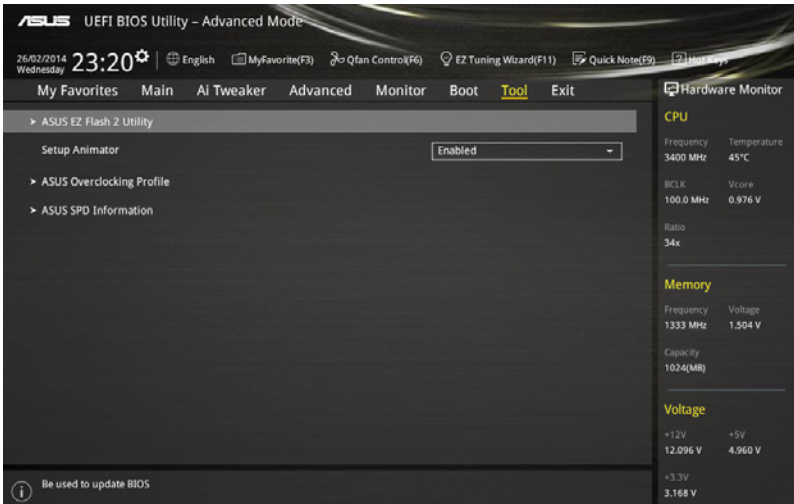 ASUS UEFI BIOS Utility – Advanced Mode
26/02/2014
Wednesday
23:20
English
MyFavorite(F3)
Qfan Control(F6)
EZ Tuning Wizard(F11)
Quick Note(F9)
Hot Keys
My Favorites
Main
Ai Tweaker
Advanced
Monitor
Boot
Tool
Exit
> ASUS EZ Flash 2 Utility
Setup Animator
Enabled
> ASUS Overclocking Profile
> ASUS SPD Information
Be used to update BIOS
Hardware Monitor
CPU
Frequency Temperature
3400 MHz 45°C
BCLK Vcore
100.0 MHz 0.976 V
Ratio
34x
Memory
Frequency Voltage
1333 MHz 1.504 V
Capacity
1024(MB)
Voltage
+12V +5V
12.096 V 4.960 V
+3.3V
3.168 V